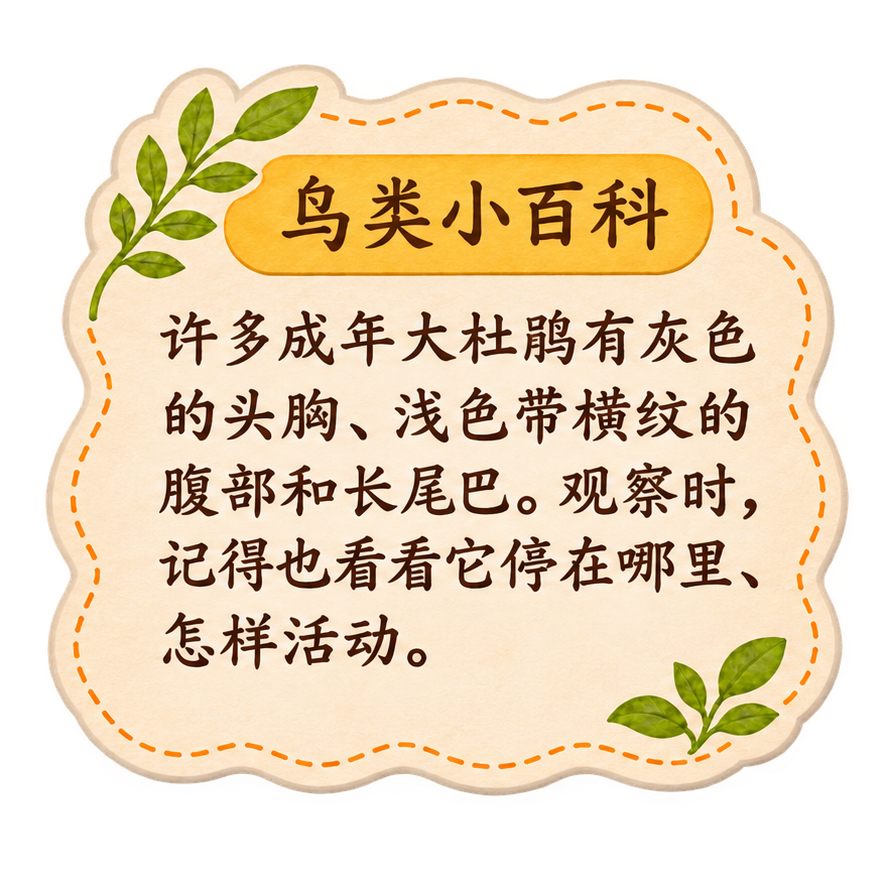 鸟类小百科
许多成年大杜鹃有灰色
的头胸、浅色带横纹的
腹部和长尾巴。观察时，
记得也看看它停在哪里、
怎样活动。